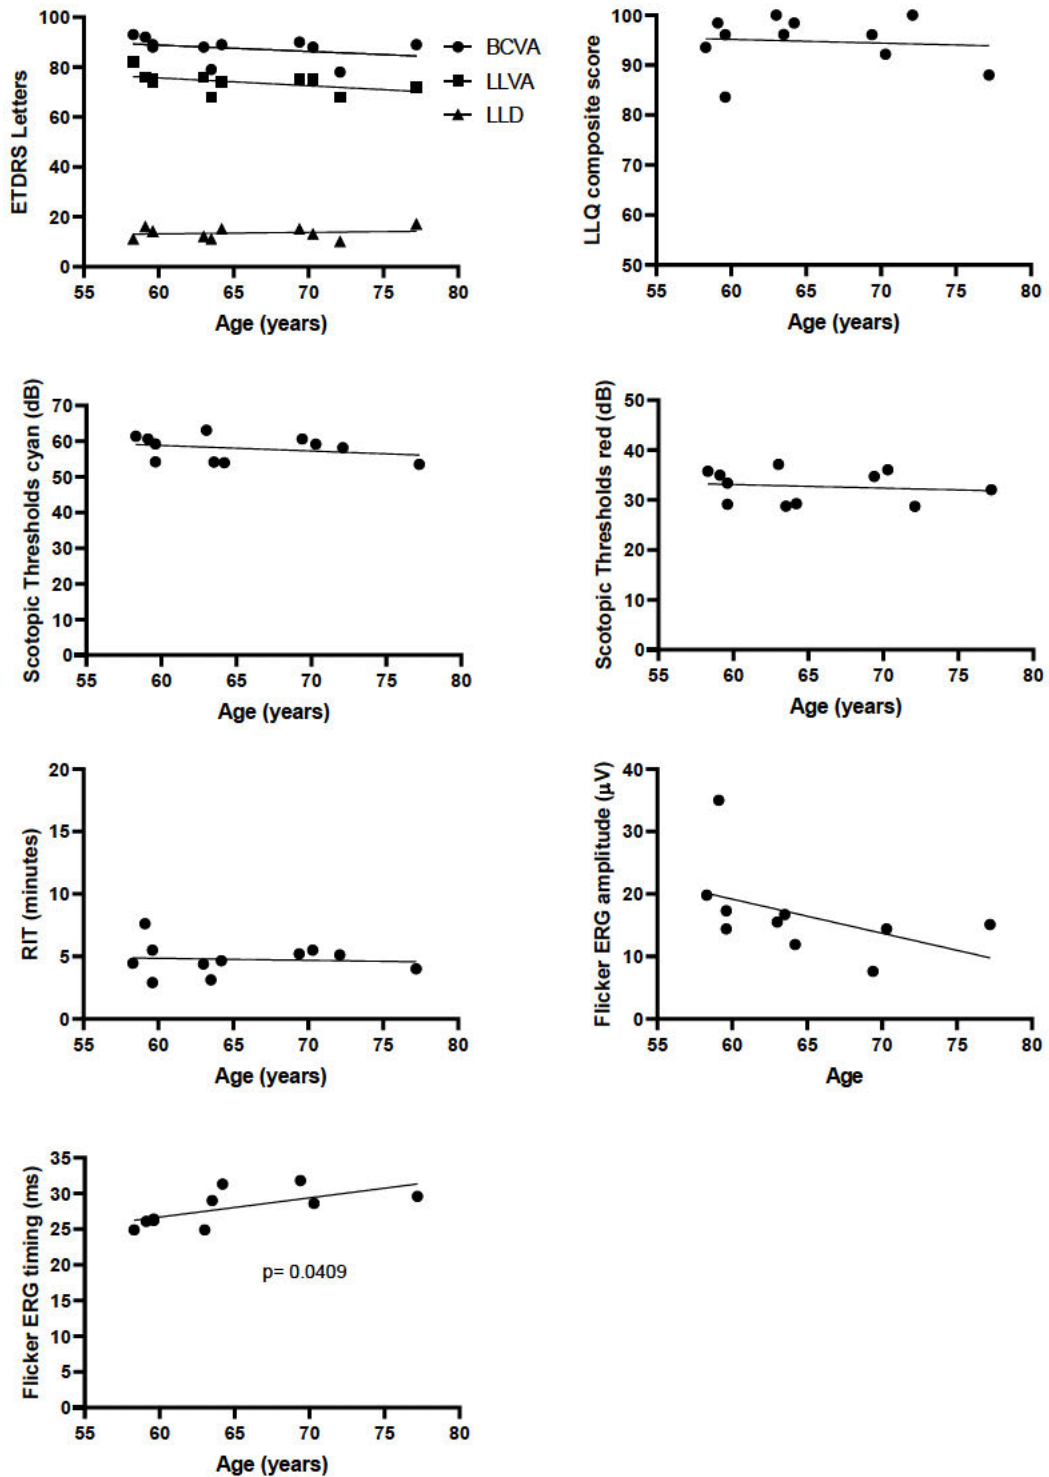 ETDRS Letters
100
80
60
40
20
0
55 60 65 70 75 80
Age (years)
BCVA
LLVA
LLD
LLQ composite score
100
90
80
70
60
50
55 60 65 70 75 80
Age (years)
Scotopic Thresholds cyan (dB)
70
60
50
40
30
20
10
0
55 60 65 70 75 80
Age (years)
Scotopic Thresholds red (dB)
50
40
30
20
10
0
55 60 65 70 75 80
Age (years)
RIT (minutes)
20
15
10
5
0
55 60 65 70 75 80
Age (years)
Flicker ERG amplitude (µV)
40
30
20
10
0
55 60 65 70 75 80
Age
Flicker ERG timing (ms)
35
30
25
20
15
10
5
0
p= 0.0409
55 60 65 70 75 80
Age (years)